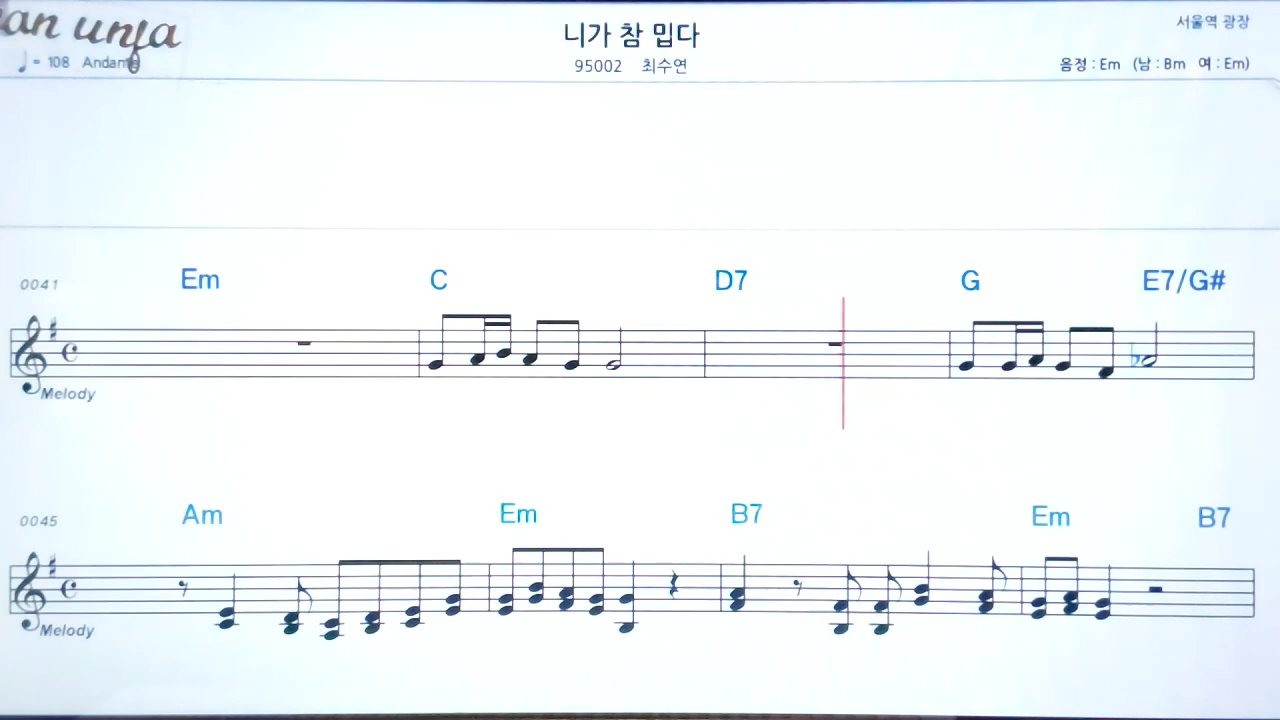 니가 참 밉다
서울역 광장
♩= 108 Andante
95002 최수연
음정 : Em (남 : Bm 여 : Em)
0041 Em C D7 G E7/G#
Melody
0045 Am Em B7 Em B7
Melody